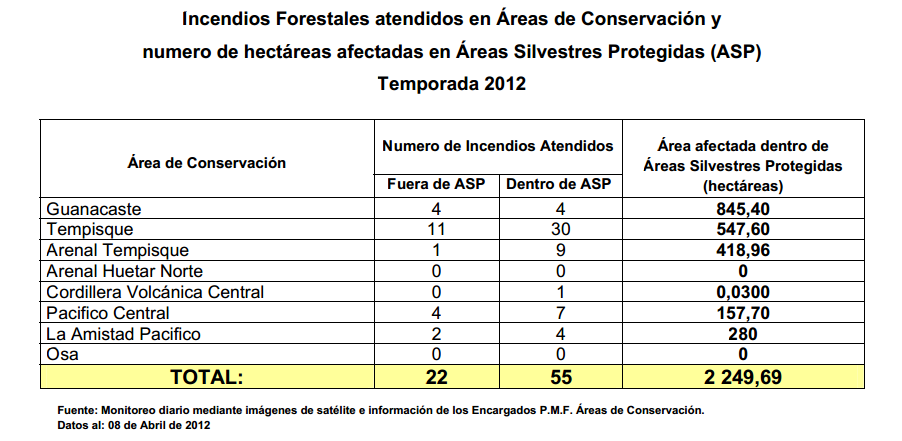 Incendios Forestales atendidos en Áreas de Conservación y
numero de hectáreas afectadas en Áreas Silvestres Protegidas (ASP)
Temporada 2012
Área de Conservación
Numero de Incendios Atendidos
Área afectada dentro de
Áreas Silvestres Protegidas
(hectáreas)
Fuera de ASP
Dentro de ASP
Guanacaste 4 4 845,40
Tempisque 11 30 547,60
Arenal Tempisque 1 9 418,96
Arenal Huetar Norte 0 0 0
Cordillera Volcánica Central 0 1 0,0300
Pacifico Central 4 7 157,70
La Amistad Pacifico 2 4 280
Osa 0 0 0
TOTAL: 22 55 2 249,69
Fuente: Monitoreo diario mediante imágenes de satélite e información de los Encargados P.M.F. Áreas de Conservación.
Datos al: 08 de Abril de 2012